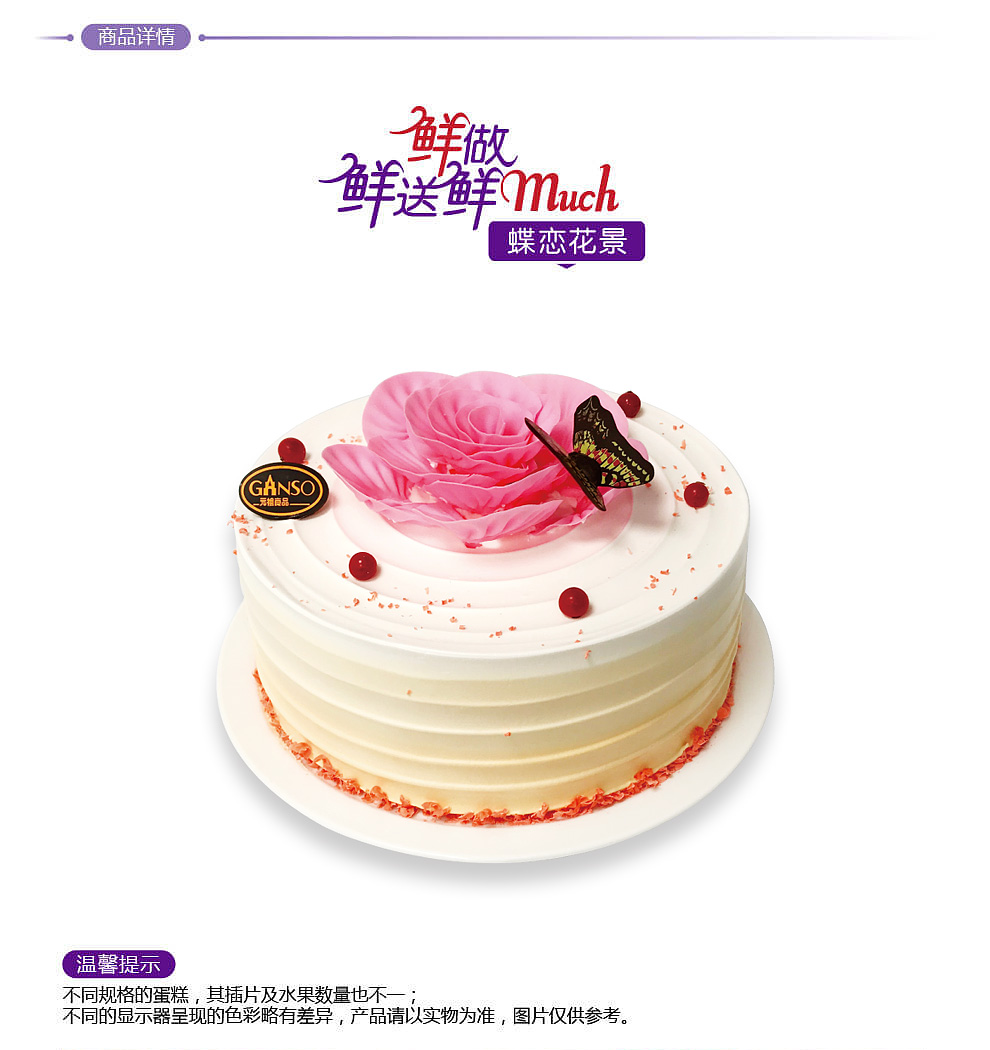 商品详情
鲜做
鲜送鲜Much
蝶恋花景
GANSO
元祖食品
温馨提示
不同规格的蛋糕，其插片及水果数量也不一；
不同的显示器呈现的色彩略有差异，产品请以实物为准，图片仅供参考。